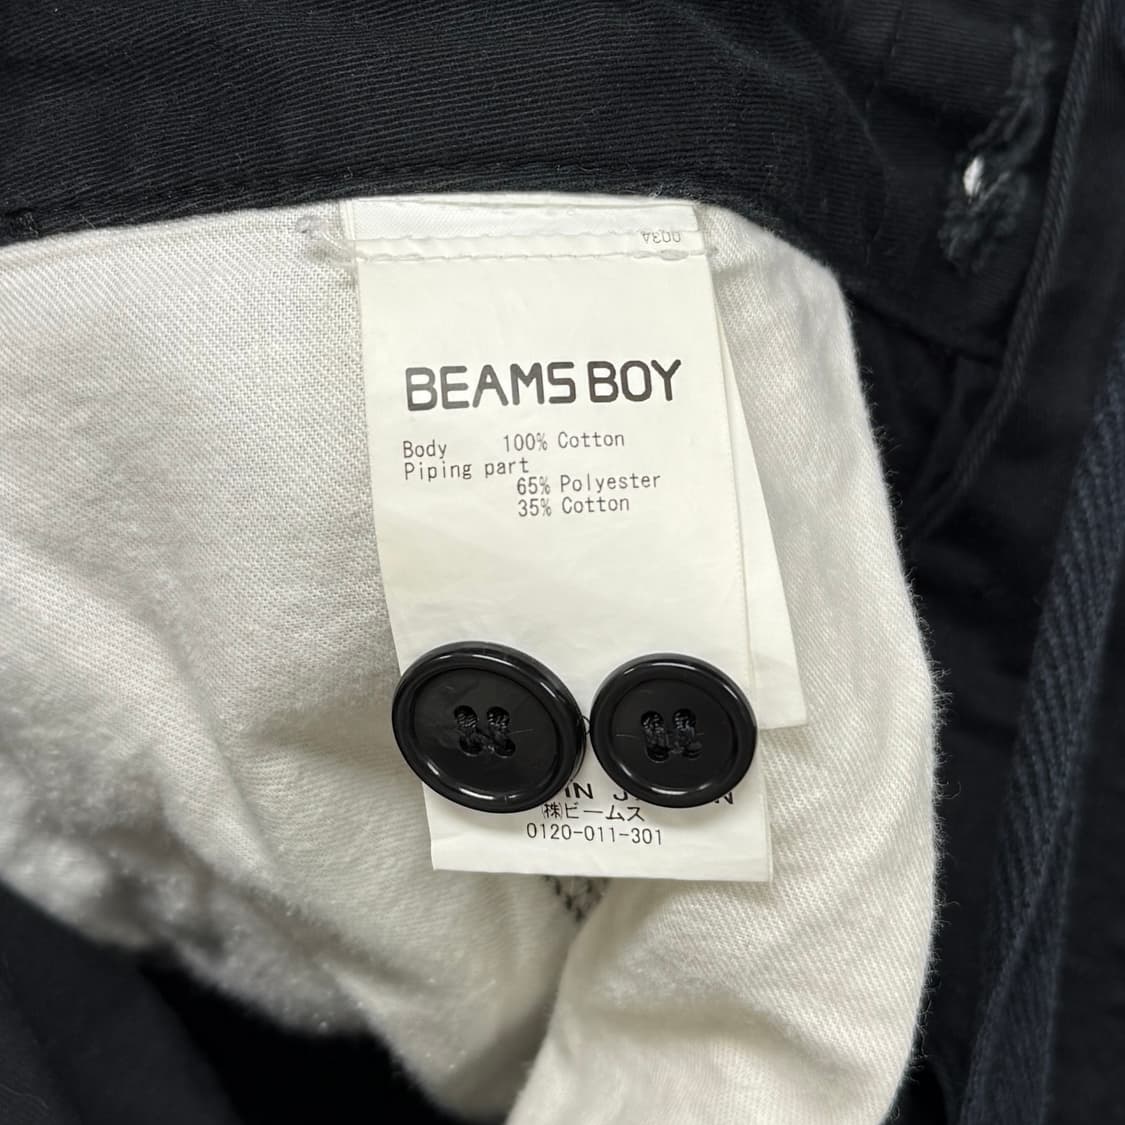 0034
BEAMS BOY
Body 100% Cotton
Piping part
65% Polyester
35% Cotton
IN
(株)ビームス
0120-011-301